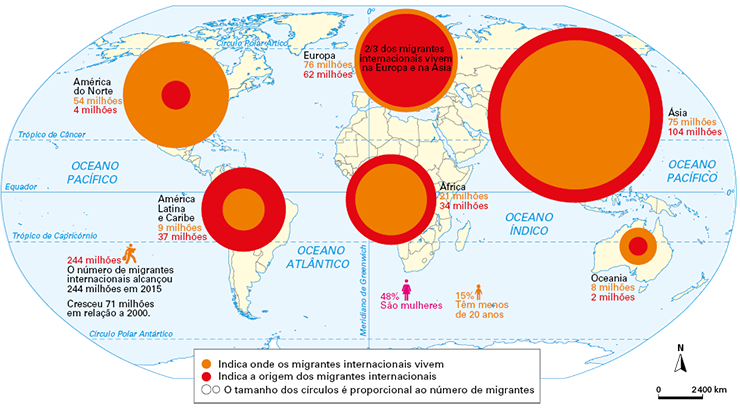 0°
Círculo Polar Ártico
Europa
76 milhões
62 milhões
2/3 dos migrantes
internacionais vivem
na Europa e na Ásia
América
do Norte
54 milhões
4 milhões
Ásia
75 milhões
104 milhões
Trópico de Câncer
OCEANO
PACÍFICO
OCEANO
PACÍFICO
Equador
0°
América
Latina
e Caribe
9 milhões
37 milhões
África
21 milhões
34 milhões
OCEANO
ÍNDICO
Trópico de Capricórnio
OCEANO
ATLÂNTICO
Meridiano de Greenwich
244 milhões
O número de migrantes
internacionais alcançou
244 milhões em 2015
Cresceu 71 milhões
em relação a 2000.
48%
São mulheres
15%
Têm menos
de 20 anos
Oceania
8 milhões
2 milhões
Círculo Polar Antártico
Indica onde os migrantes internacionais vivem
Indica a origem dos migrantes internacionais
O tamanho dos círculos é proporcional ao número de migrantes
N
0 2400 km